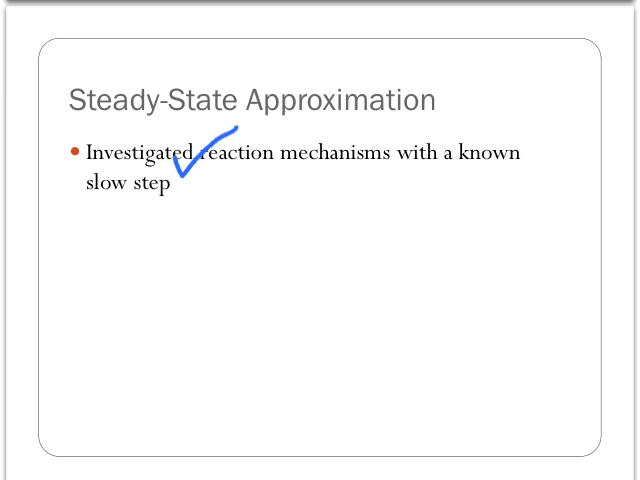 Steady-State Approximation
Investigated reaction mechanisms with a known
slow step